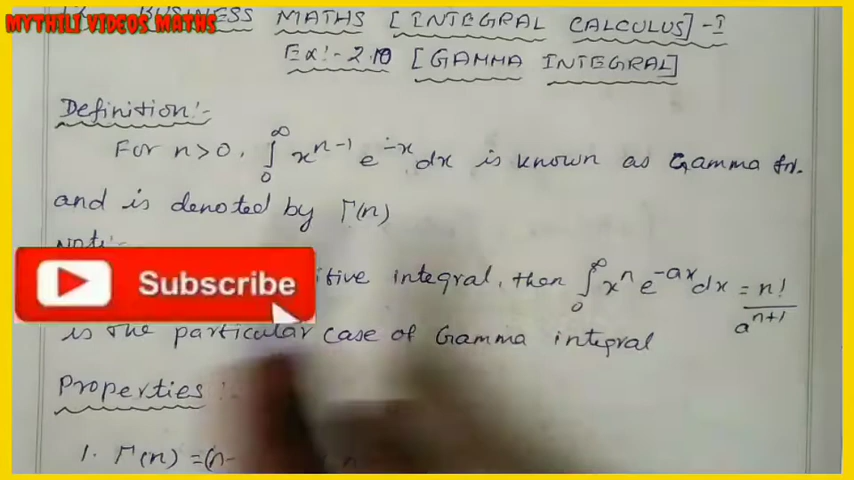 MYTHILI VIDEOS MATHS
BUSINESS MATHS [INTEGRAL CALCULUS]-I
Ex:- 2.10 [GAMMA INTEGRAL]
Definition:-
For n>0, ∫₀^∞ x^(n-1) e^(-x) dx is known as Gamma fn.
and is denoted by Γ(n)
Note:-
Subscribe
itive integral, then ∫₀^∞ x^n e^(-ax) dx = n!/a^(n+1)
is the particular case of Gamma integral
Properties :-
1. Γ(n) = (n-